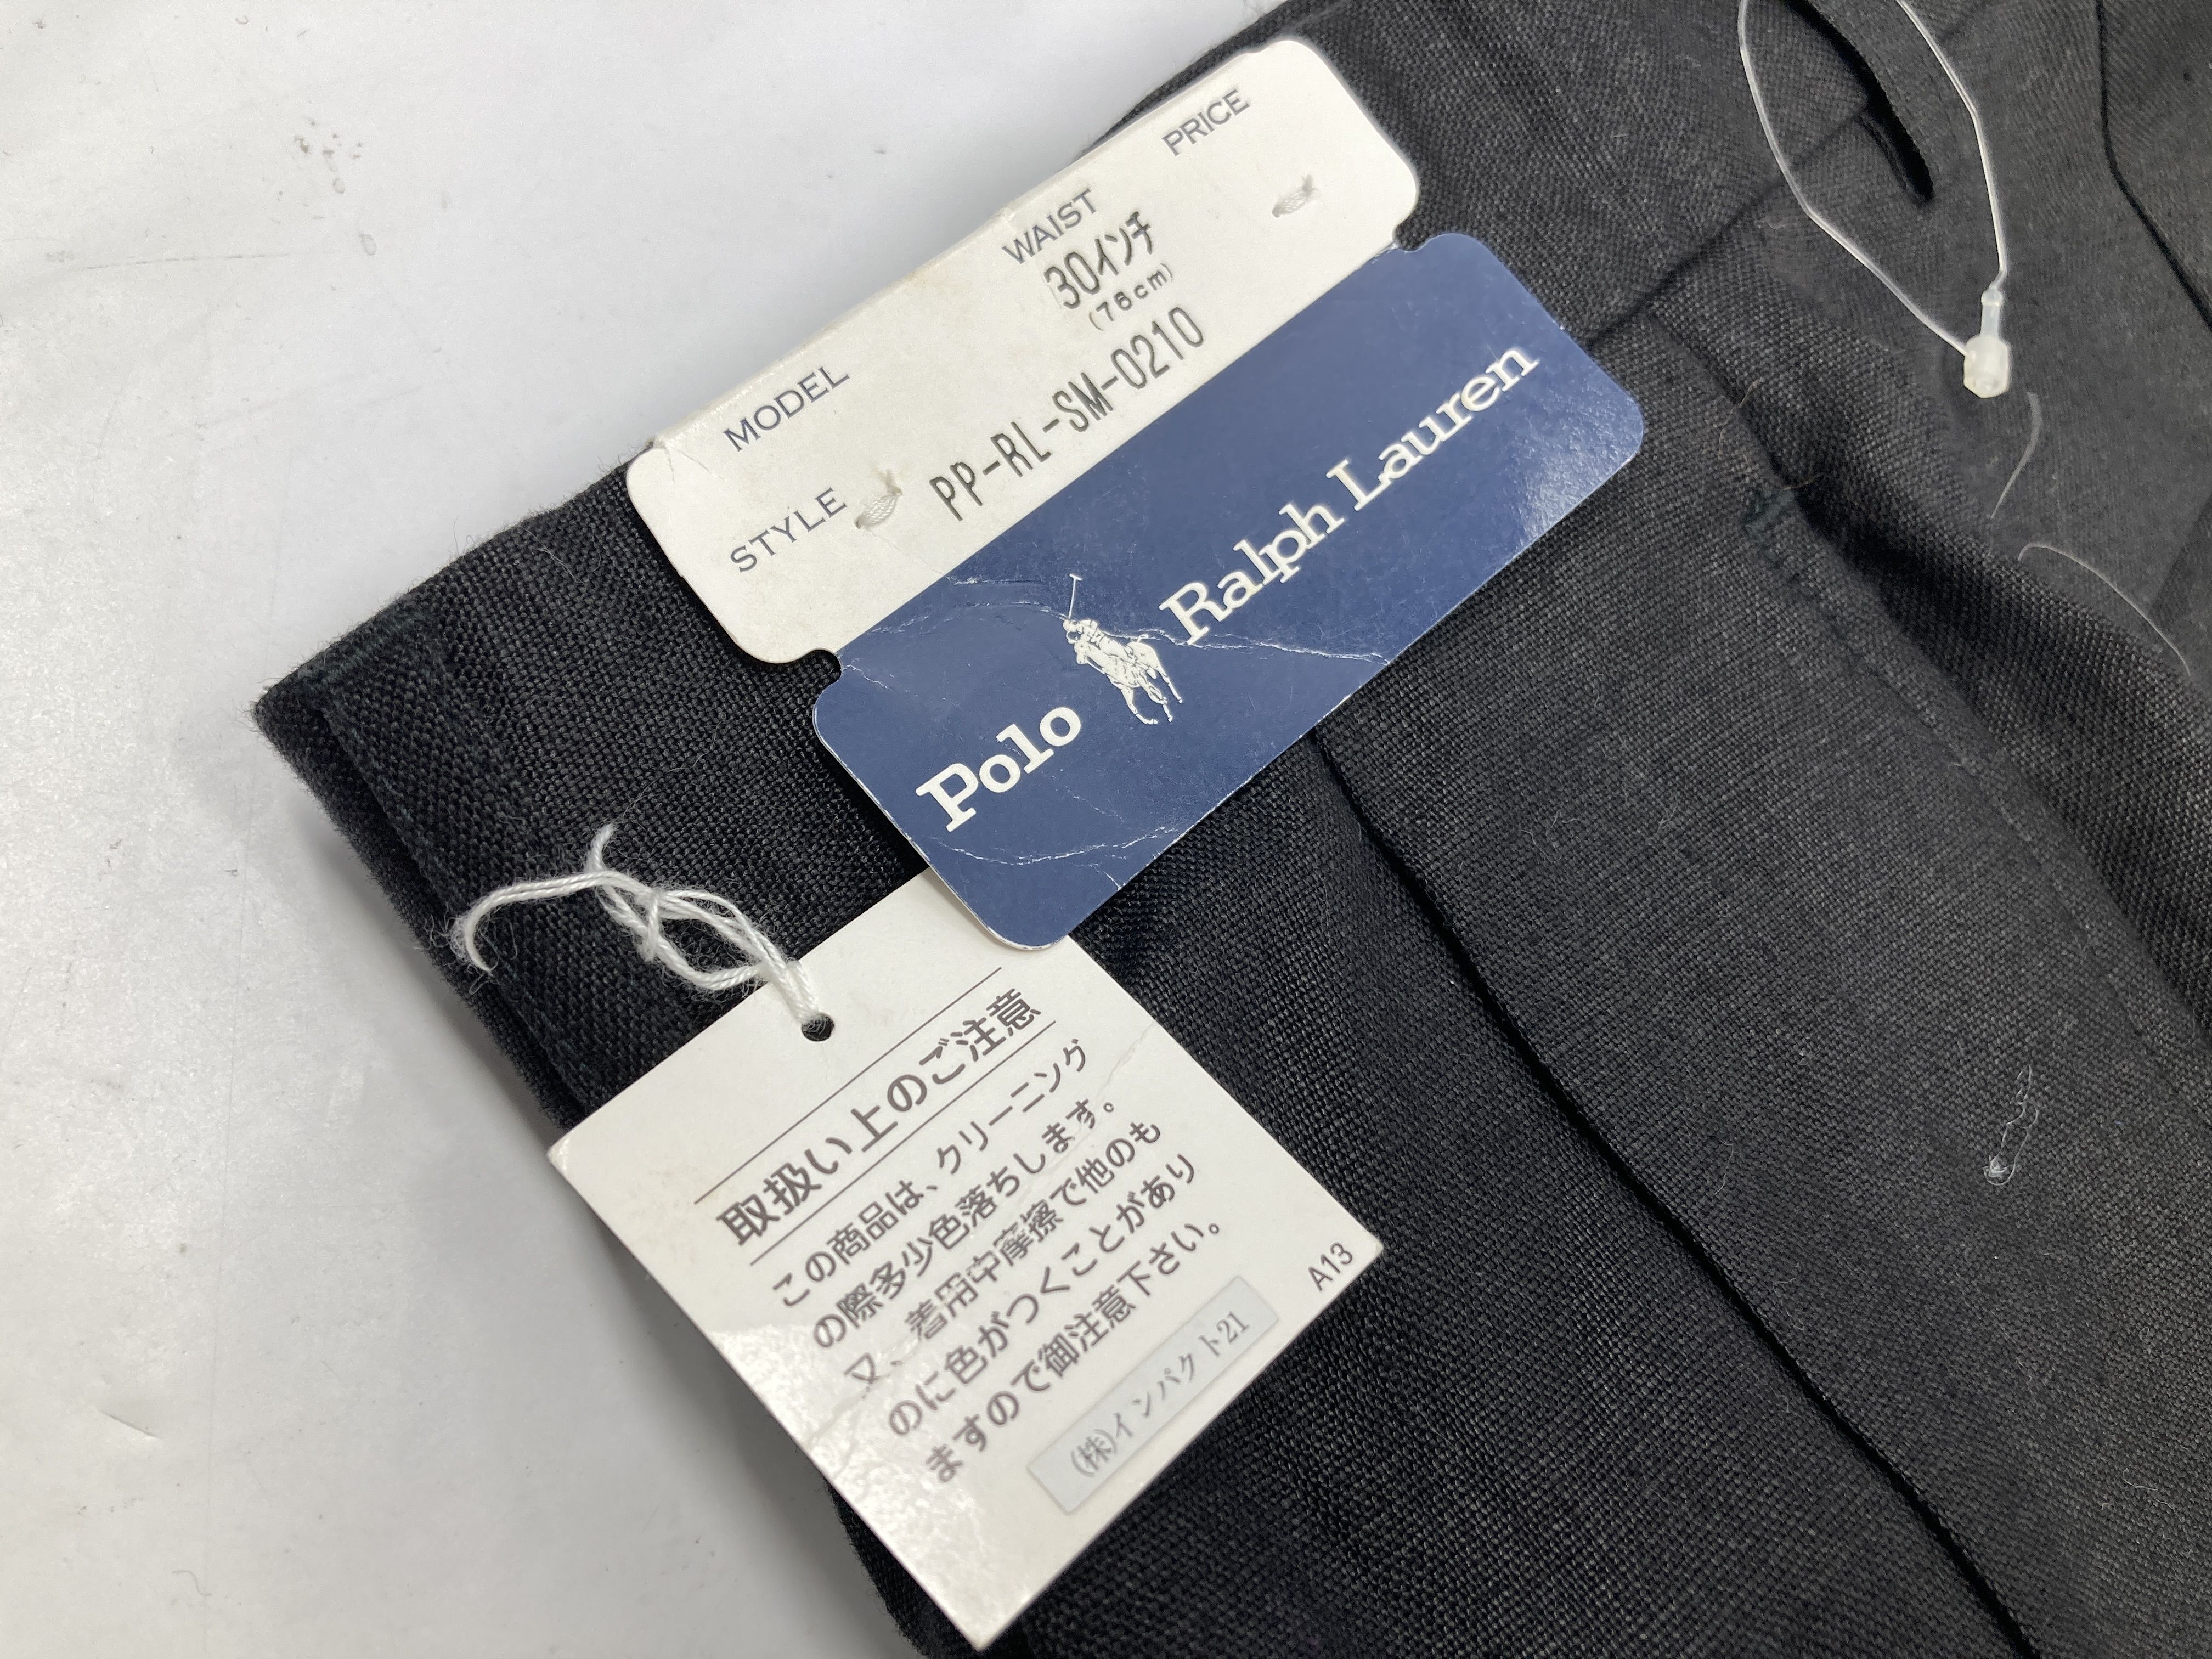 MODEL
WAIST
PRICE
30インチ
(76cm)
STYLE PP-RL-SM-0210
Polo Ralph Lauren
取扱い上のご注意
この商品は、クリーニング
の際多少色落ちします。
又、着用中摩擦で他のも
のに色がつくことがあり
ますので御注意下さい。
A13
(株)インパクト21